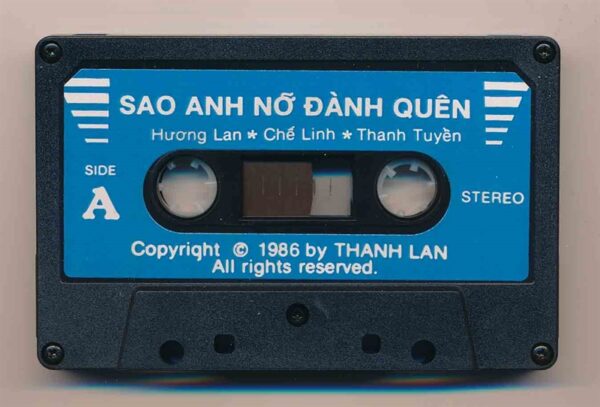 SAO ANH NỠ ĐÀNH QUÊN
Hương Lan * Chế Linh * Thanh Tuyền
SIDE
A
STEREO
Copyright © 1986 by THANH LAN
All rights reserved.